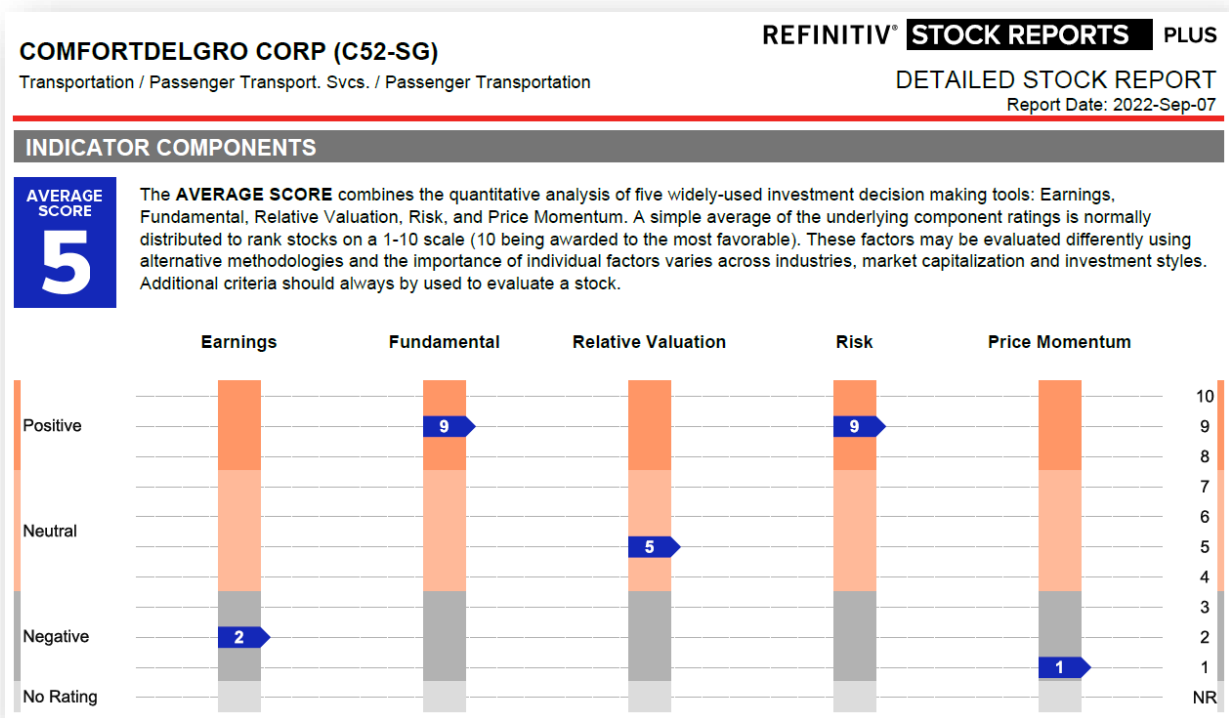 COMFORTDELGRO CORP (C52-SG)
REFINITIV® STOCK REPORTS PLUS
Transportation / Passenger Transport. Svcs. / Passenger Transportation
DETAILED STOCK REPORT
Report Date: 2022-Sep-07
INDICATOR COMPONENTS
AVERAGE
SCORE
5
The AVERAGE SCORE combines the quantitative analysis of five widely-used investment decision making tools: Earnings,
Fundamental, Relative Valuation, Risk, and Price Momentum. A simple average of the underlying component ratings is normally
distributed to rank stocks on a 1-10 scale (10 being awarded to the most favorable). These factors may be evaluated differently using
alternative methodologies and the importance of individual factors varies across industries, market capitalization and investment styles.
Additional criteria should always by used to evaluate a stock.
Earnings Fundamental Relative Valuation Risk Price Momentum
10
Positive 9 9 9
8
7
Neutral 6
5 5
4
3
Negative 2 2
1 1
No Rating NR